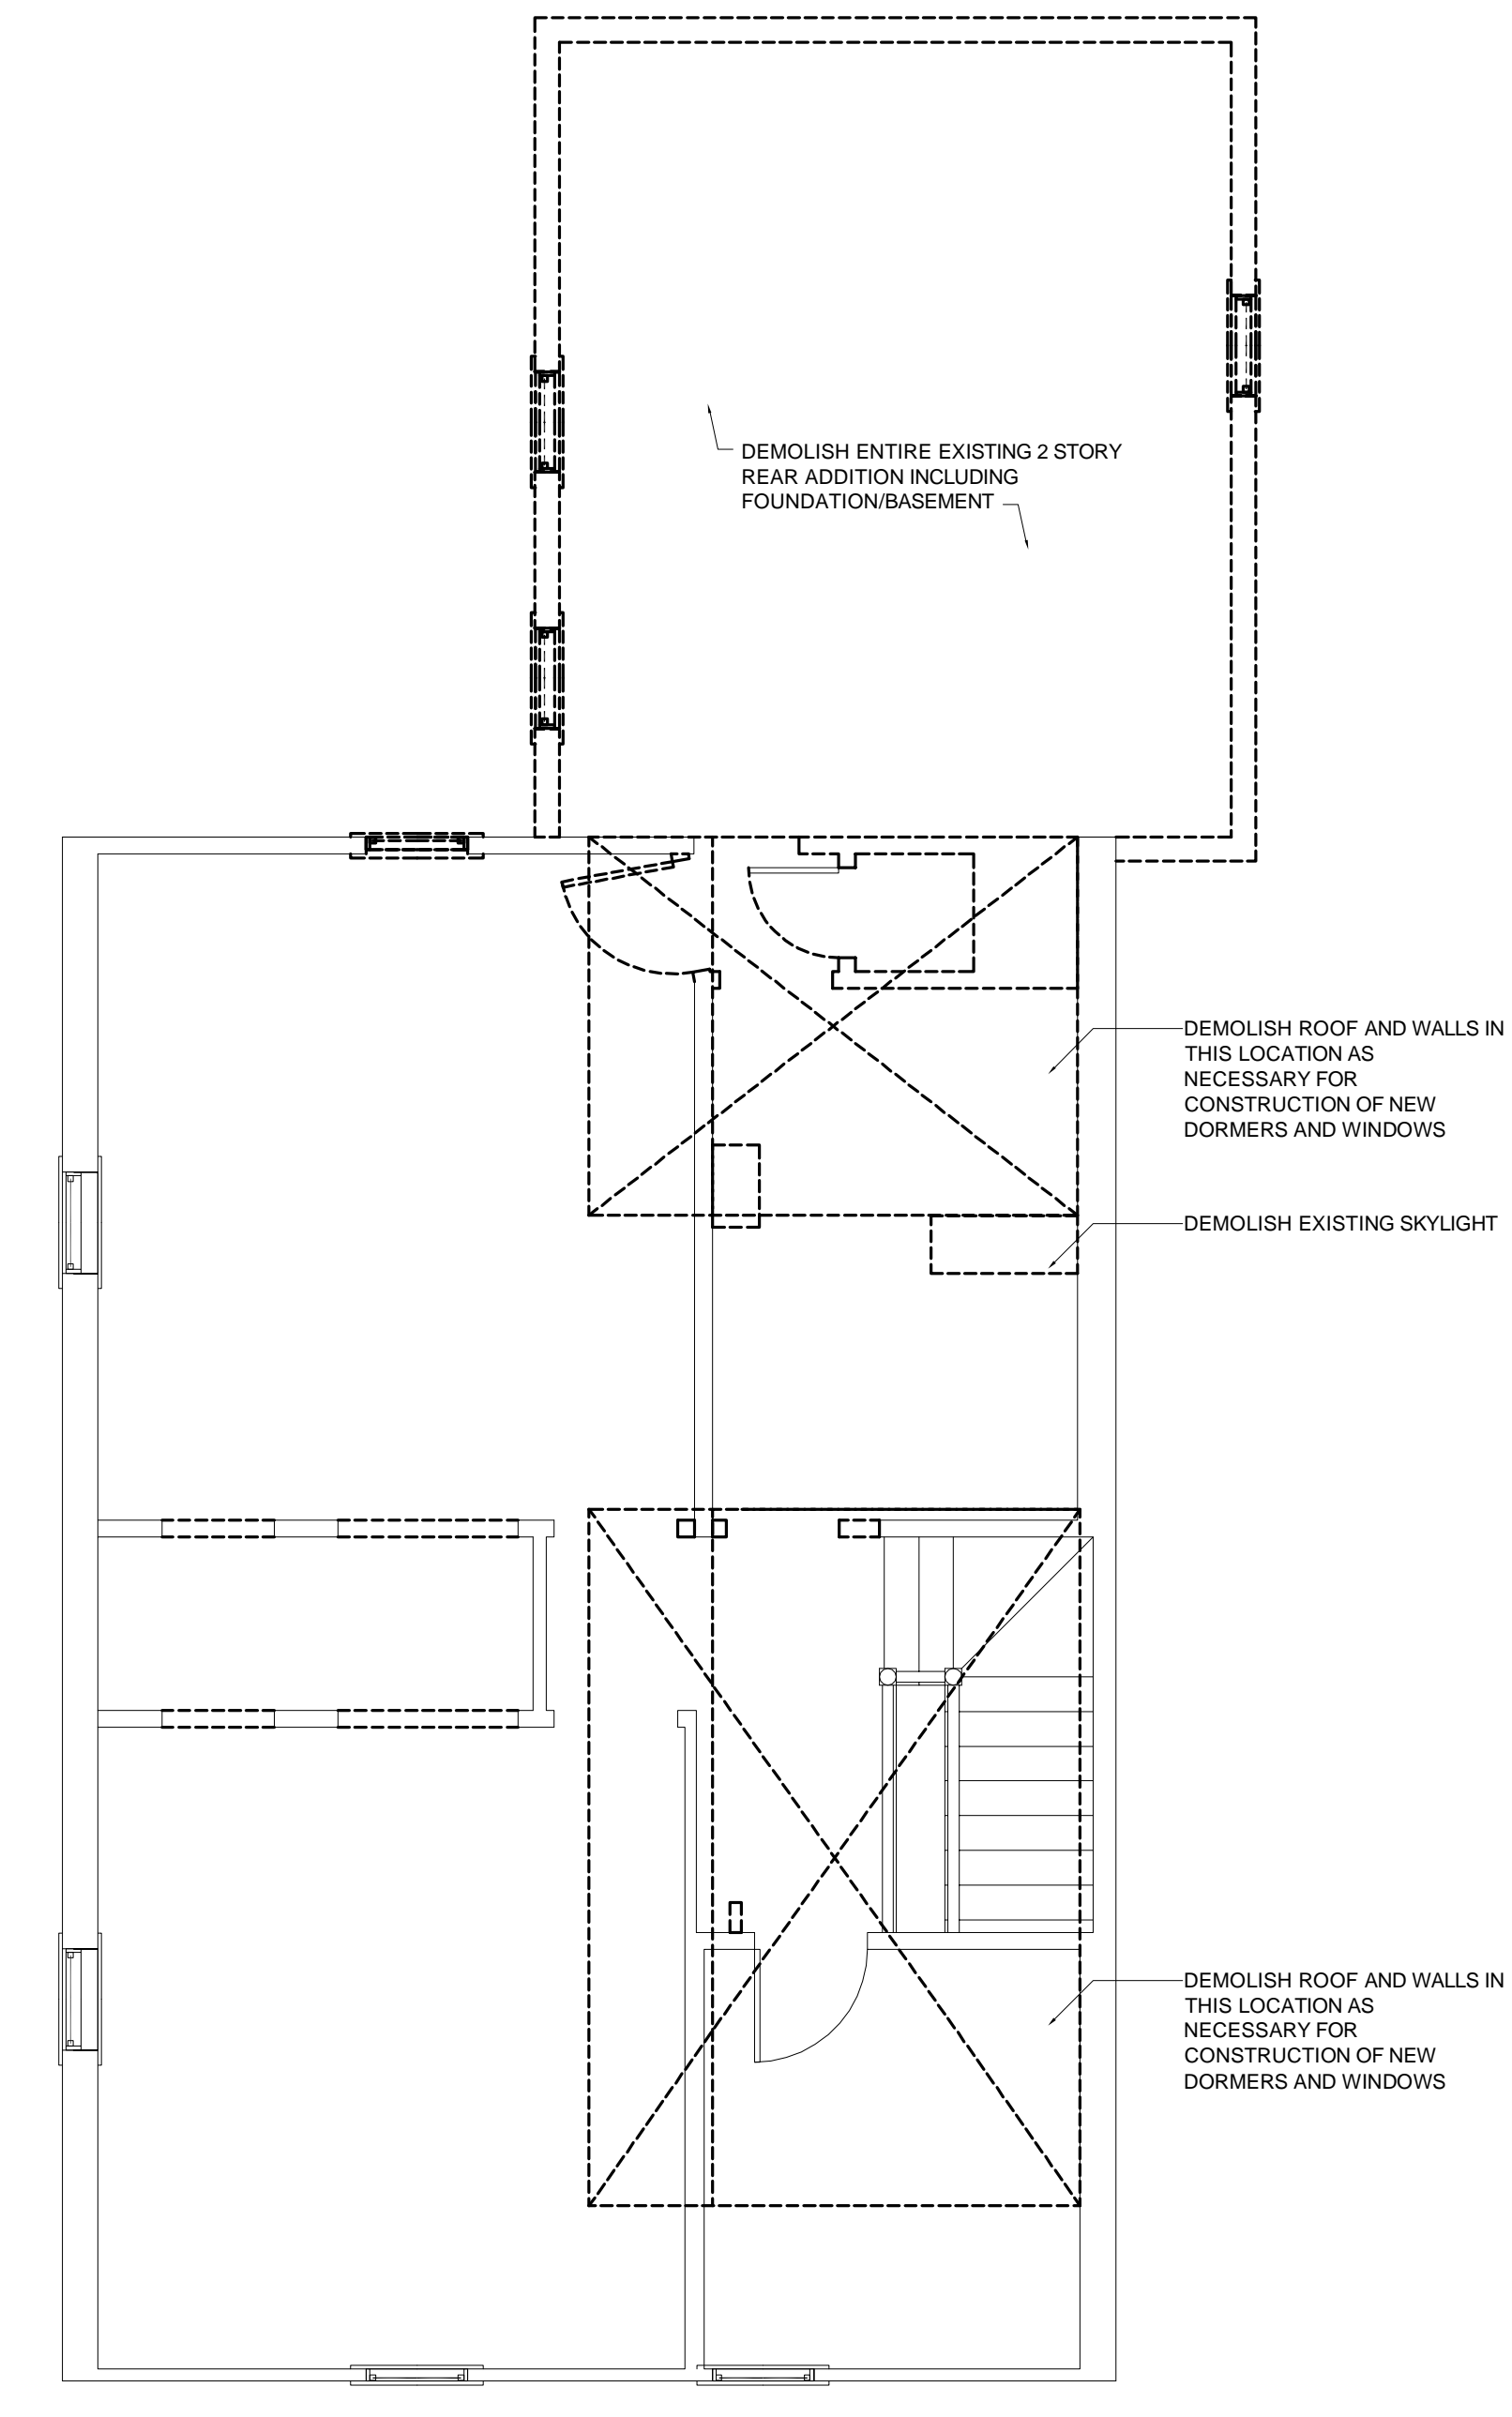 DEMOLISH ENTIRE EXISTING 2 STORY
REAR ADDITION INCLUDING
FOUNDATION/BASEMENT
DEMOLISH ROOF AND WALLS IN
THIS LOCATION AS
NECESSARY FOR
CONSTRUCTION OF NEW
DORMERS AND WINDOWS
DEMOLISH EXISTING SKYLIGHT
DEMOLISH ROOF AND WALLS IN
THIS LOCATION AS
NECESSARY FOR
CONSTRUCTION OF NEW
DORMERS AND WINDOWS